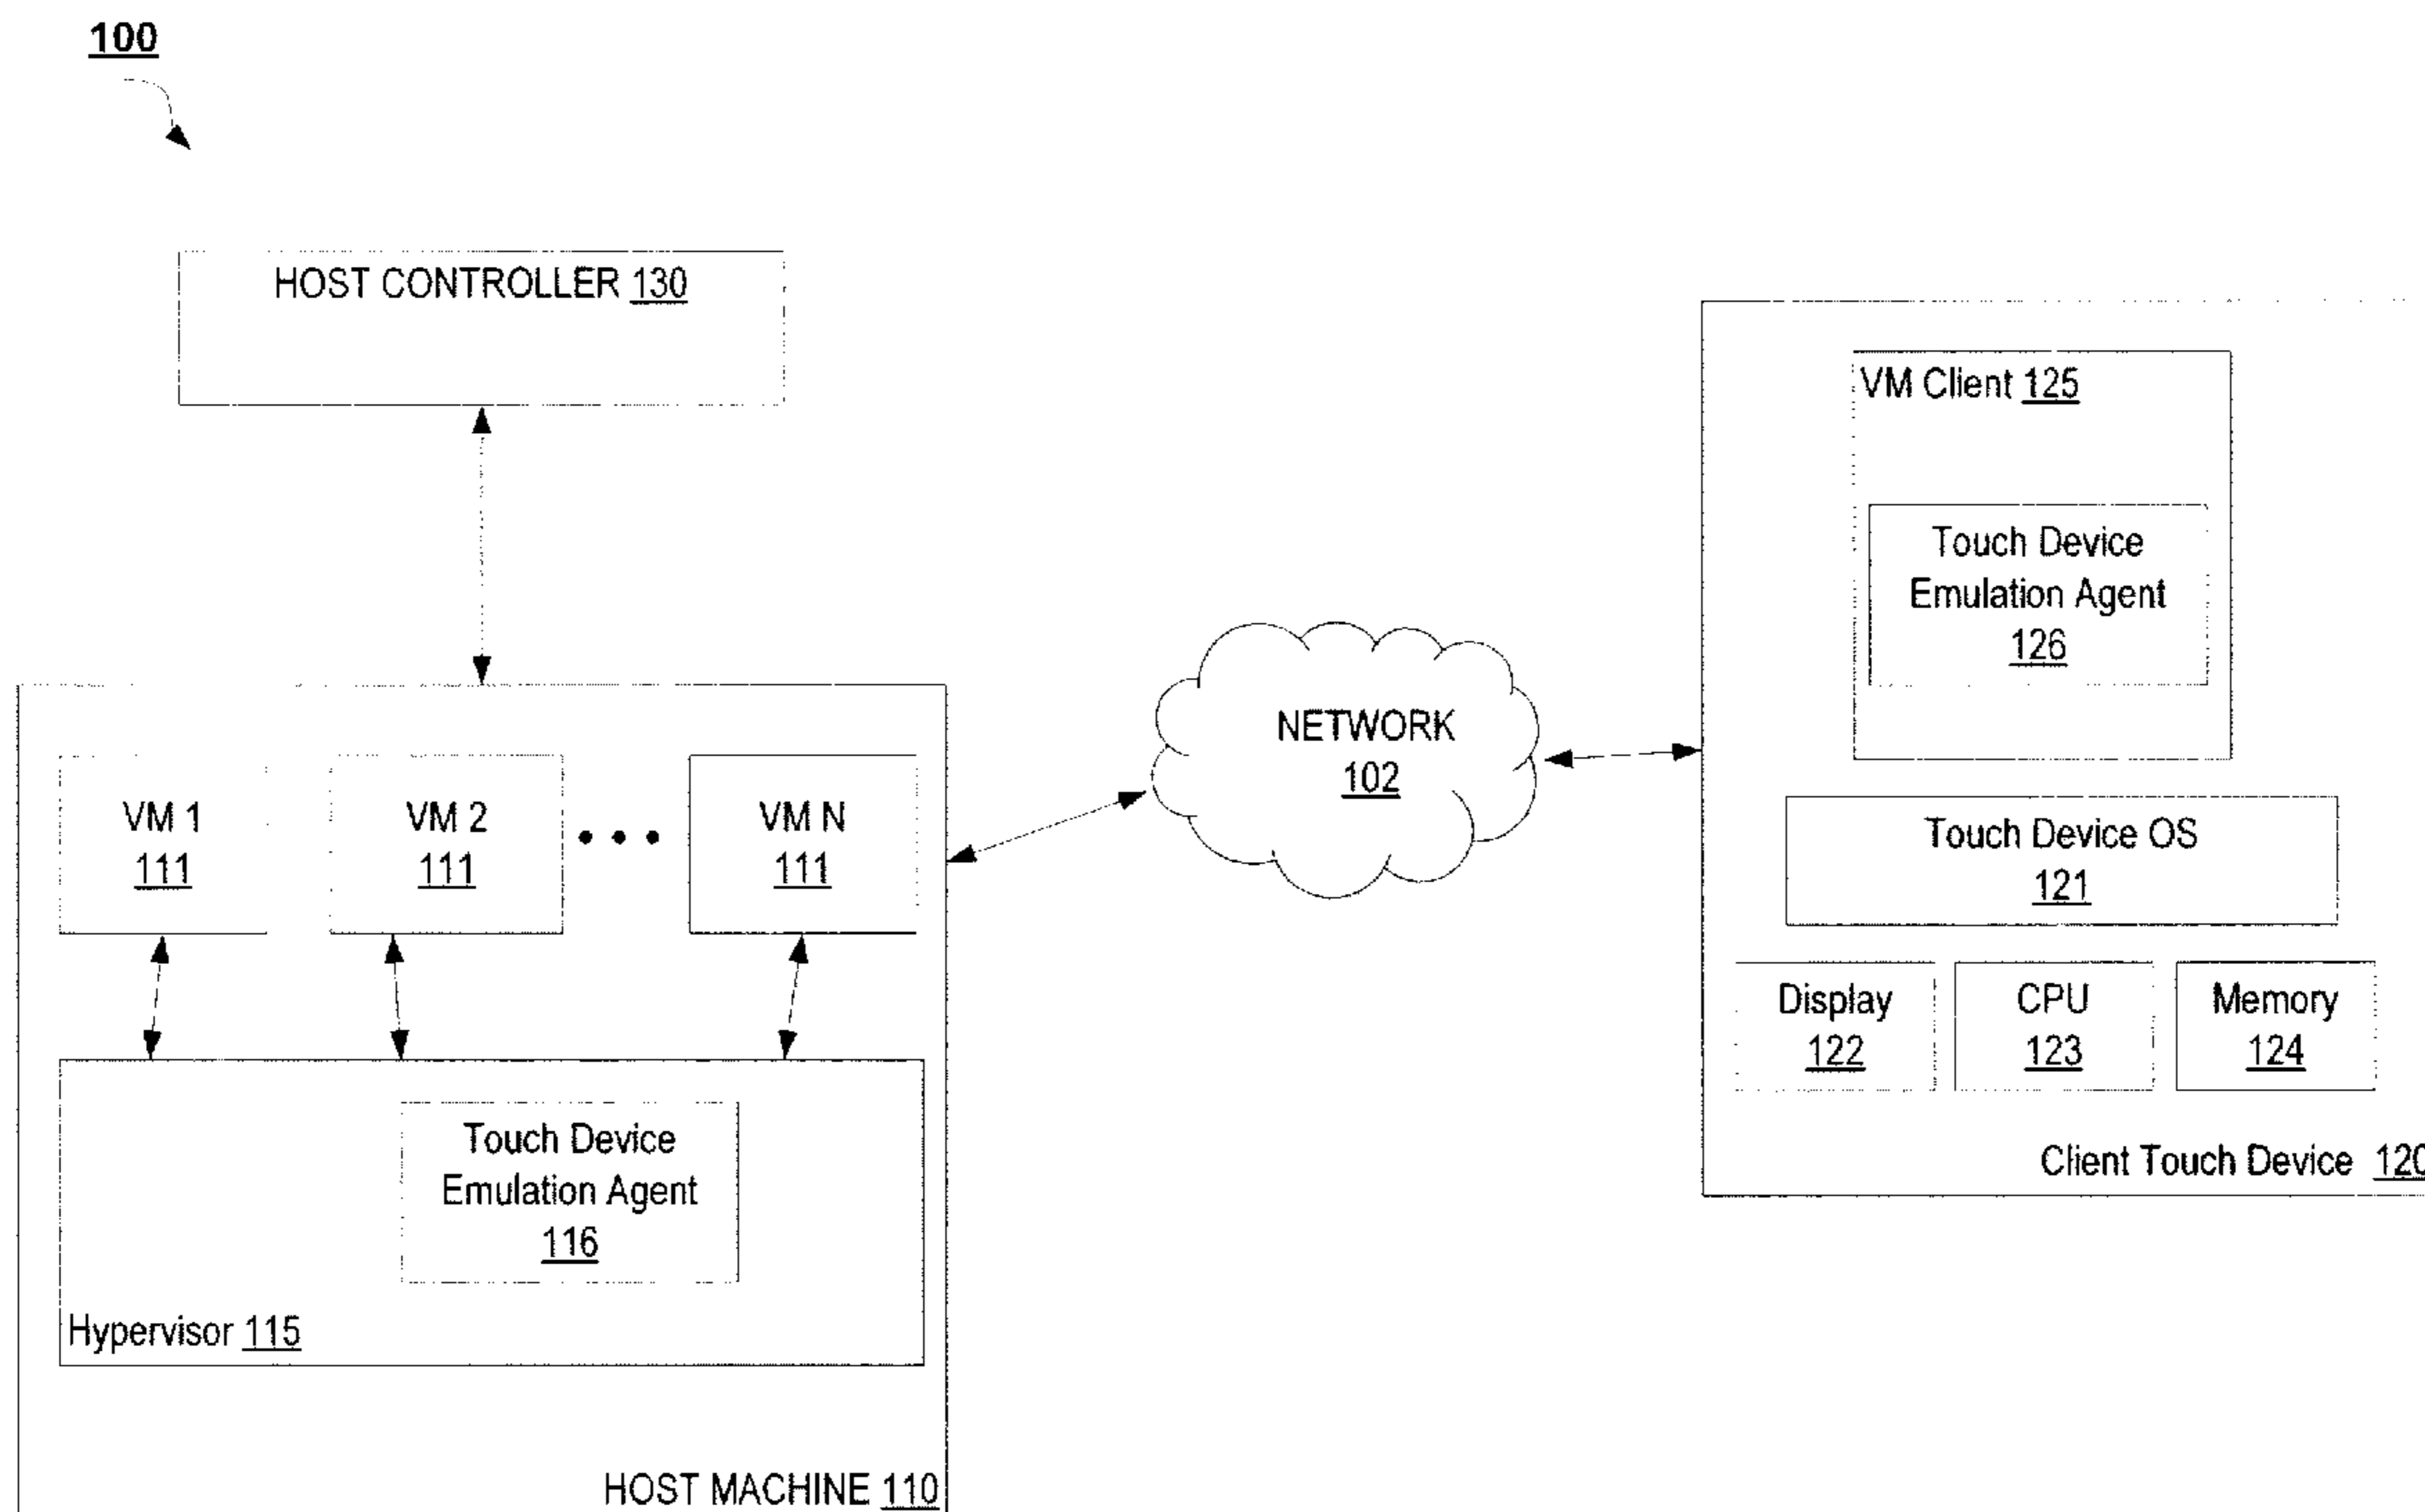 100
HOST CONTROLLER 130
VM Client 125
Touch Device
Emulation Agent
126
NETWORK
102
VM 1
111
VM 2
111
VM N
111
Touch Device OS
121
Display
122
CPU
123
Memory
124
Client Touch Device 120
Touch Device
Emulation Agent
116
Hypervisor 115
HOST MACHINE 110